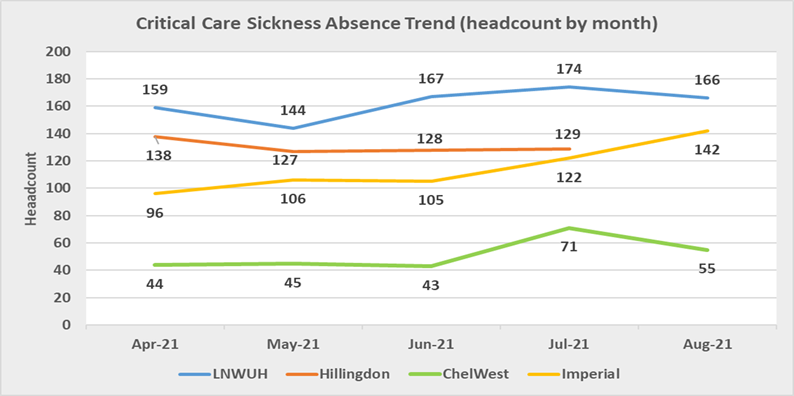 Critical Care Sickness Absence Trend (headcount by month)
Heaadcount
200
180
160
140
120
100
80
60
40
20
0
159
144
167
174
166
138
127
128
129
96
106
105
122
142
44
45
43
71
55
Apr-21
May-21
Jun-21
Jul-21
Aug-21
LNWUH
Hillingdon
ChelWest
Imperial